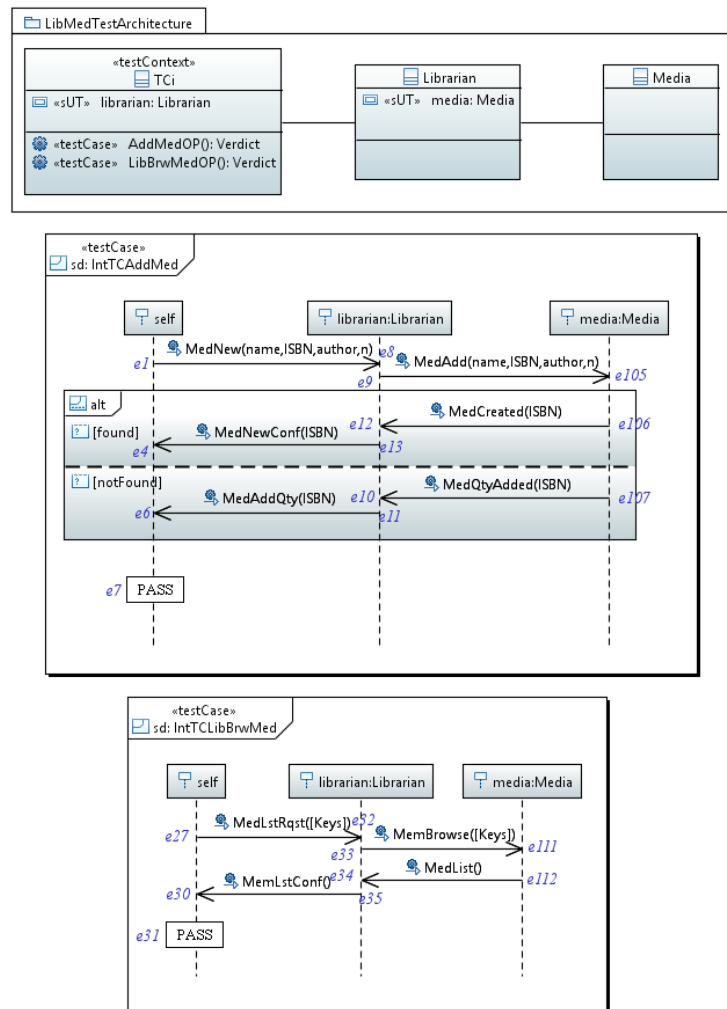 LibMedTestArchitecture
«testContext»
TCi
«sUT» librarian: Librarian
«testCase» AddMedOP(): Verdict
«testCase» LibBrwMedOP(): Verdict
Librarian
«sUT» media: Media
Media
«testCase»
sd: IntTCAddMed
self
librarian:Librarian
media:Media
e1
MedNew(name,ISBN,author,n)
e8
e9
MedAdd(name,ISBN,author,n)
e105
alt
[found]
e12
MedCreated(ISBN)
e106
e4
MedNewConf(ISBN)
e13
[notFound]
e10
MedQtyAdded(ISBN)
e107
e6
MedAddQty(ISBN)
e11
e7
PASS
«testCase»
sd: IntTCLibBrwMed
self
librarian:Librarian
media:Media
e27
MedLstRqst([Keys])
e32
e33
MemBrowse([Keys])
e111
e34
MedList()
e112
e30
MemLstConf()
e35
e31
PASS